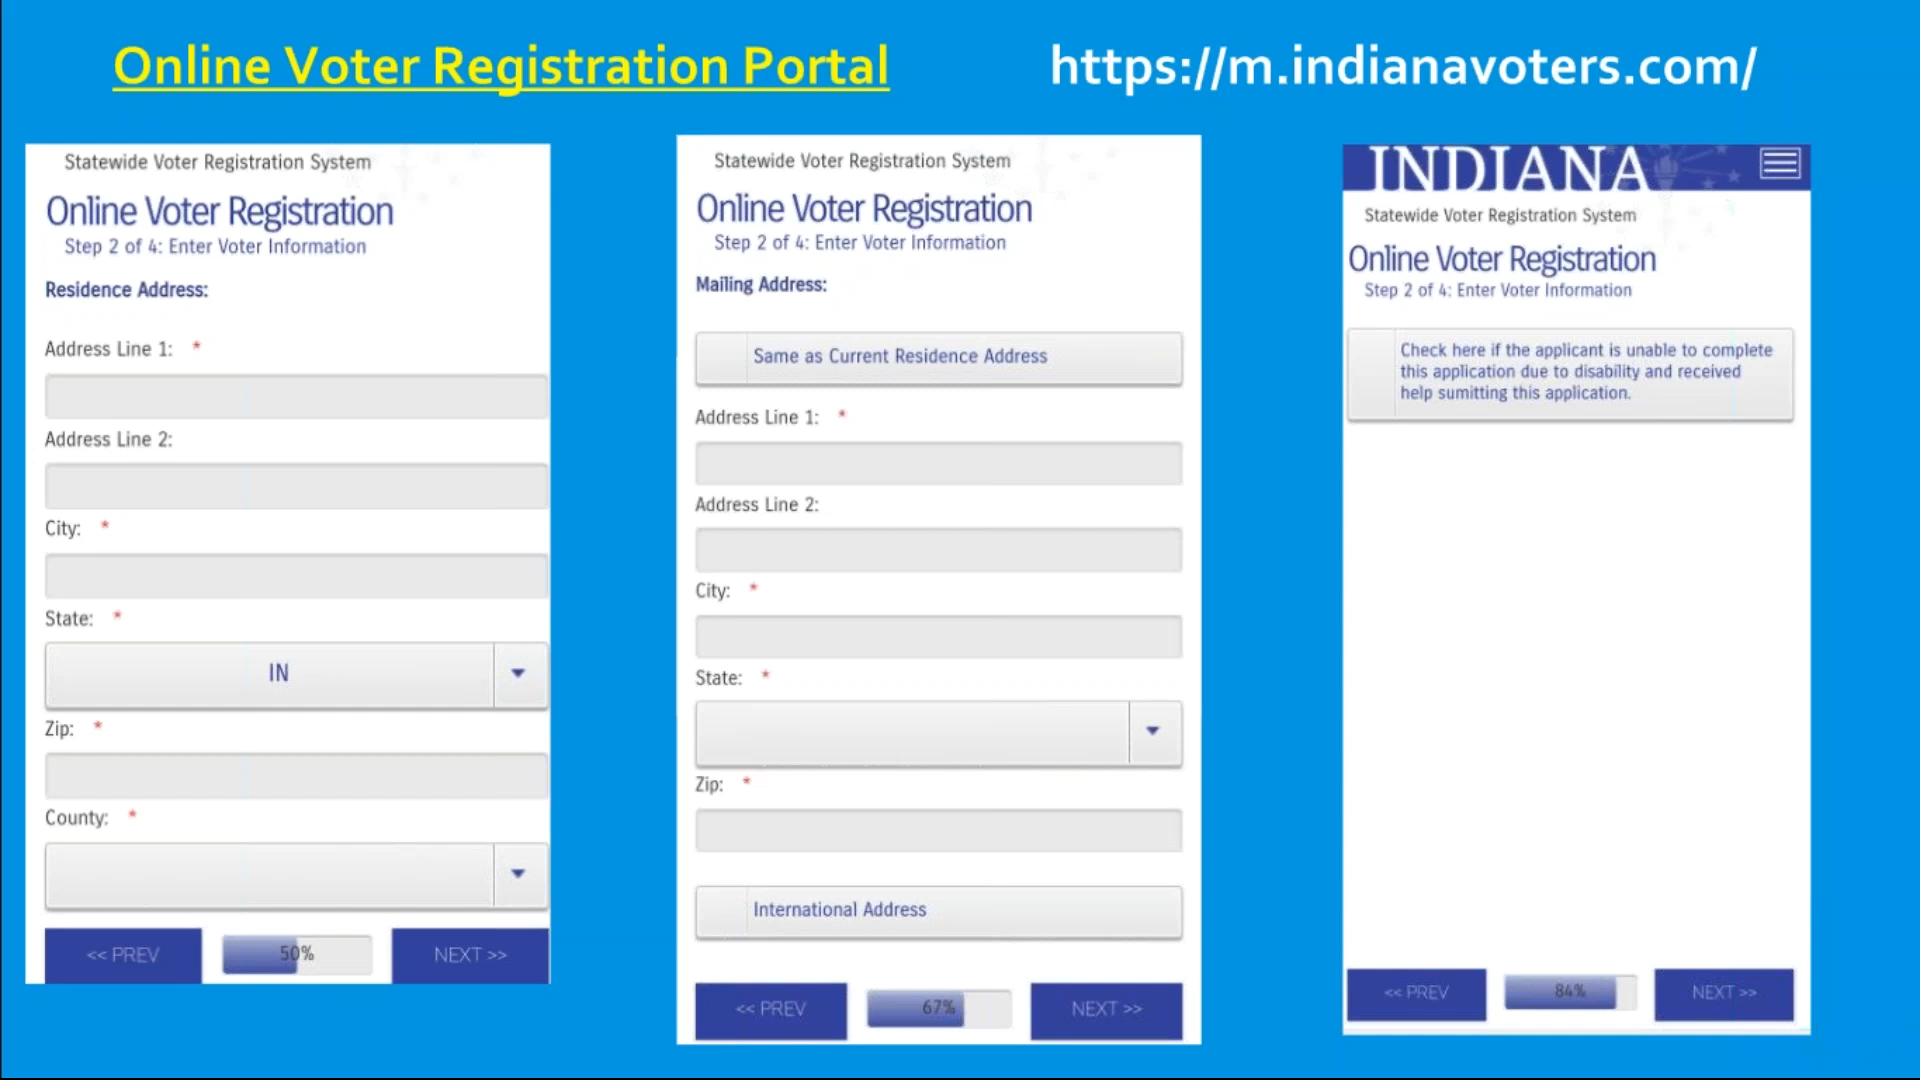 Online Voter Registration Portal
https://m.indianavoters.com/
Statewide Voter Registration System
Online Voter Registration
Step 2 of 4: Enter Voter Information
Residence Address:
Address Line 1: *
Address Line 2:
City: *
State: *
IN
Zip: *
County: *
<< PREV
50%
NEXT >>
Statewide Voter Registration System
Online Voter Registration
Step 2 of 4: Enter Voter Information
Mailing Address:
Same as Current Residence Address
Address Line 1: *
Address Line 2:
City: *
State: *
Zip: *
International Address
<< PREV
67%
NEXT >>
INDIANA
Statewide Voter Registration System
Online Voter Registration
Step 2 of 4: Enter Voter Information
Check here if the applicant is unable to complete
this application due to disability and received
help sumitting this application.
<< PREV
84%
NEXT >>